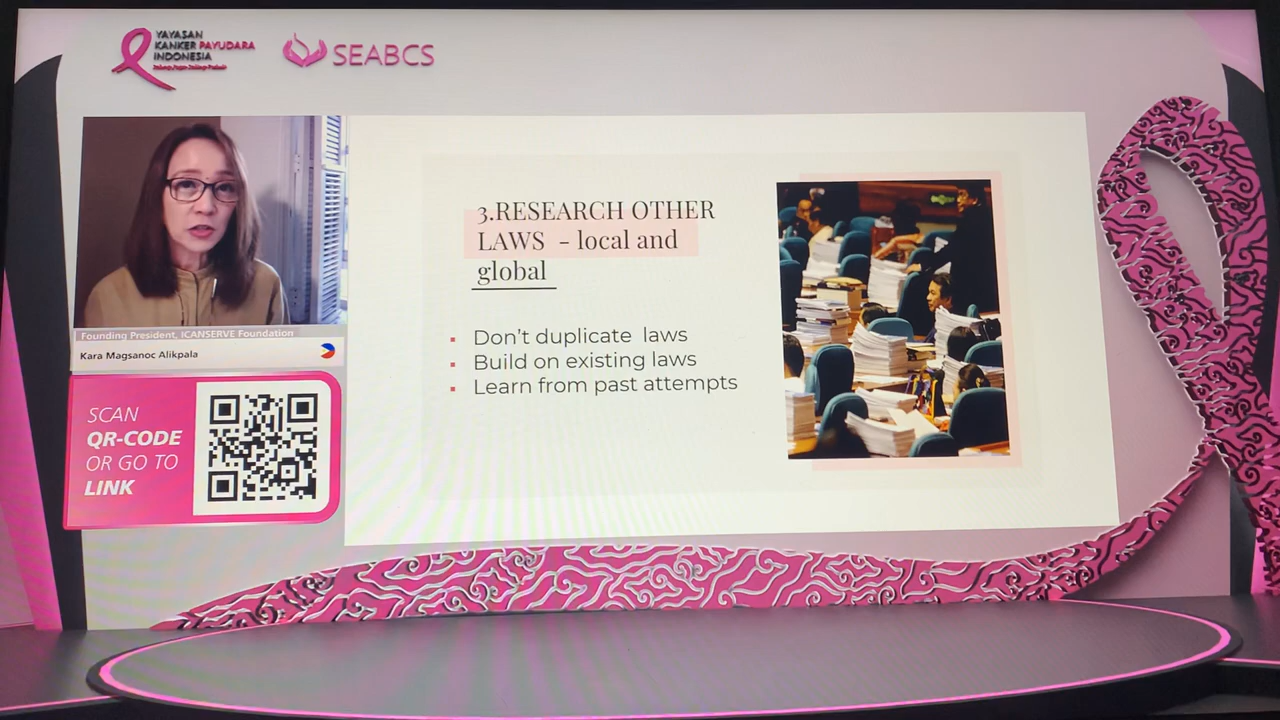 YAYASAN
KANKER PAYUDARA
INDONESIA
SEABCS
Founding President, ICANSERVE Foundation
Kara Magsanoc Alikpala
SCAN
QR-CODE
OR GO TO
LINK
3.RESEARCH OTHER
LAWS - local and
global
▪ Don't duplicate laws
▪ Build on existing laws
▪ Learn from past attempts